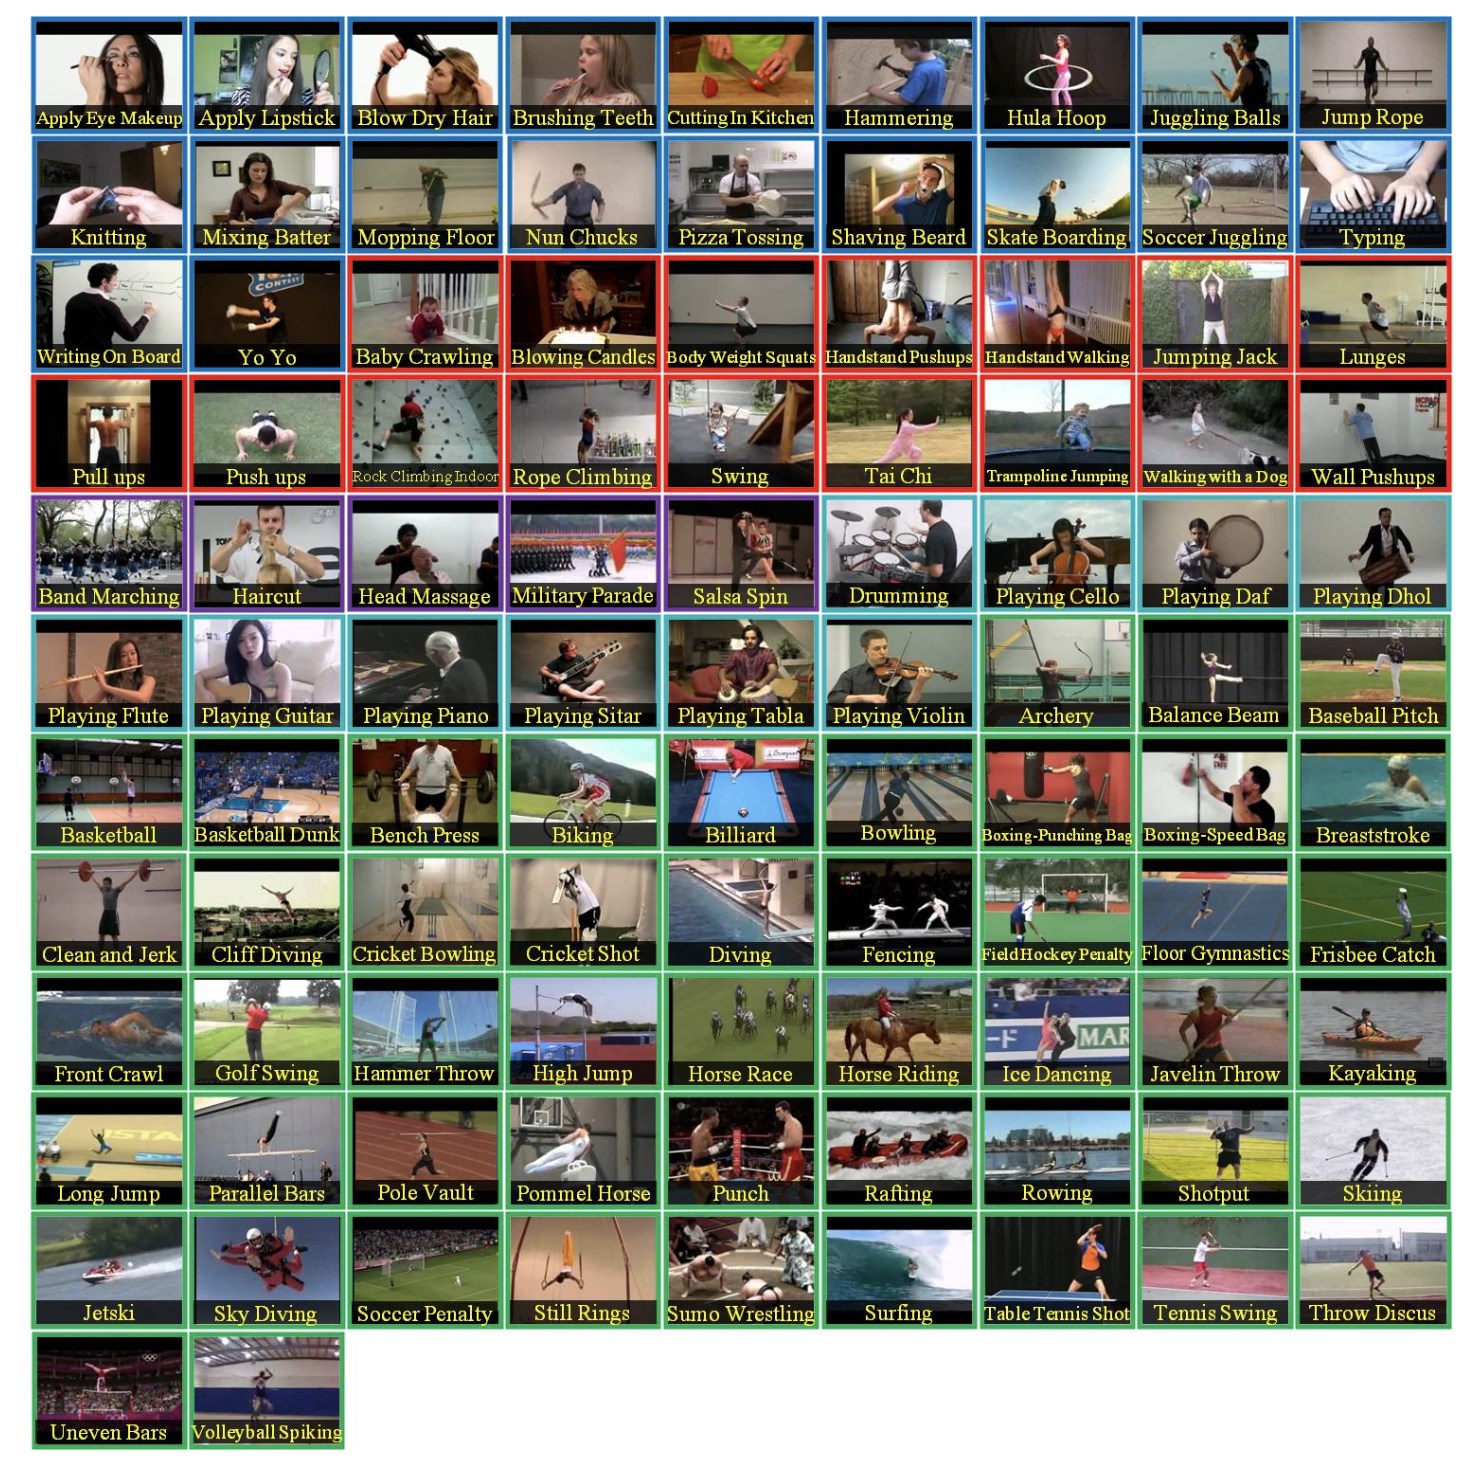 Apply Eye Makeup
Apply Lipstick
Blow Dry Hair
Brushing Teeth
Cutting In Kitchen
Hammering
Hula Hoop
Juggling Balls
Jump Rope
Knitting
Mixing Batter
Mopping Floor
Nun Chucks
Pizza Tossing
Shaving Beard
Skate Boarding
Soccer Juggling
Typing
Writing On Board
CONTEST
Yo Yo
Baby Crawling
Blowing Candles
Body Weight Squats
Handstand Pushups
Handstand Walking
Jumping Jack
Lunges
Pull ups
Push ups
Rock Climbing Indoor
Rope Climbing
Swing
Tai Chi
Trampoline Jumping
Walking with a Dog
Wall Pushups
Band Marching
Haircut
Head Massage
Military Parade
Salsa Spin
Drumming
Playing Cello
Playing Daf
Playing Dhol
Playing Flute
Playing Guitar
Playing Piano
Playing Sitar
Playing Tabla
Playing Violin
Archery
Balance Beam
Baseball Pitch
Basketball
Basketball Dunk
Bench Press
Biking
Billiard
Bowling
Boxing-Punching Bag
Boxing-Speed Bag
Breaststroke
Clean and Jerk
Cliff Diving
Cricket Bowling
Cricket Shot
Diving
Fencing
Field Hockey Penalty
Floor Gymnastics
Frisbee Catch
Front Crawl
Golf Swing
Hammer Throw
High Jump
Horse Race
Horse Riding
MAR
Ice Dancing
Javelin Throw
Kayaking
Long Jump
Parallel Bars
Pole Vault
Pommel Horse
Punch
Rafting
Rowing
Shotput
Skiing
Jetski
Sky Diving
Soccer Penalty
Still Rings
Sumo Wrestling
Surfing
Table Tennis Shot
Tennis Swing
Throw Discus
Uneven Bars
Volleyball Spiking